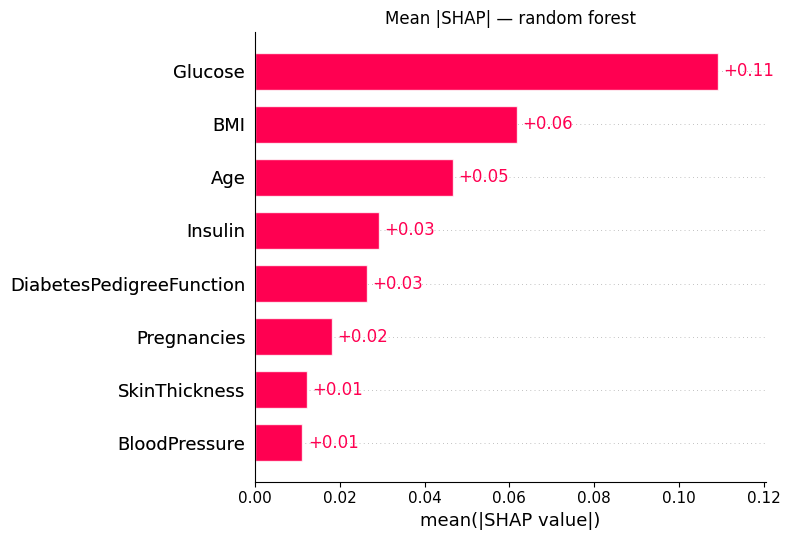 Mean |SHAP| — random forest
Glucose +0.11
BMI +0.06
Age +0.05
Insulin +0.03
DiabetesPedigreeFunction +0.03
Pregnancies +0.02
SkinThickness +0.01
BloodPressure +0.01
0.00 0.02 0.04 0.06 0.08 0.10 0.12
mean(|SHAP value|)